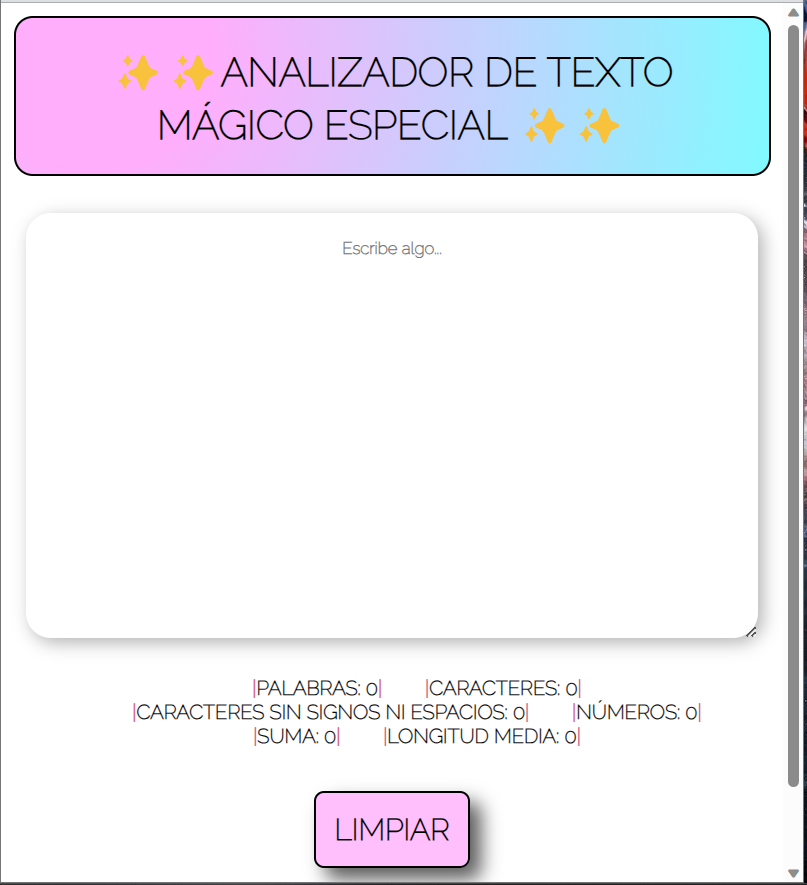 ✨ ✨ANALIZADOR DE TEXTO
MÁGICO ESPECIAL ✨ ✨
Escribe algo...
|PALABRAS: 0| |CARACTERES: 0|
|CARACTERES SIN SIGNOS NI ESPACIOS: 0| |NÚMEROS: 0|
|SUMA: 0| |LONGITUD MEDIA: 0|
LIMPIAR